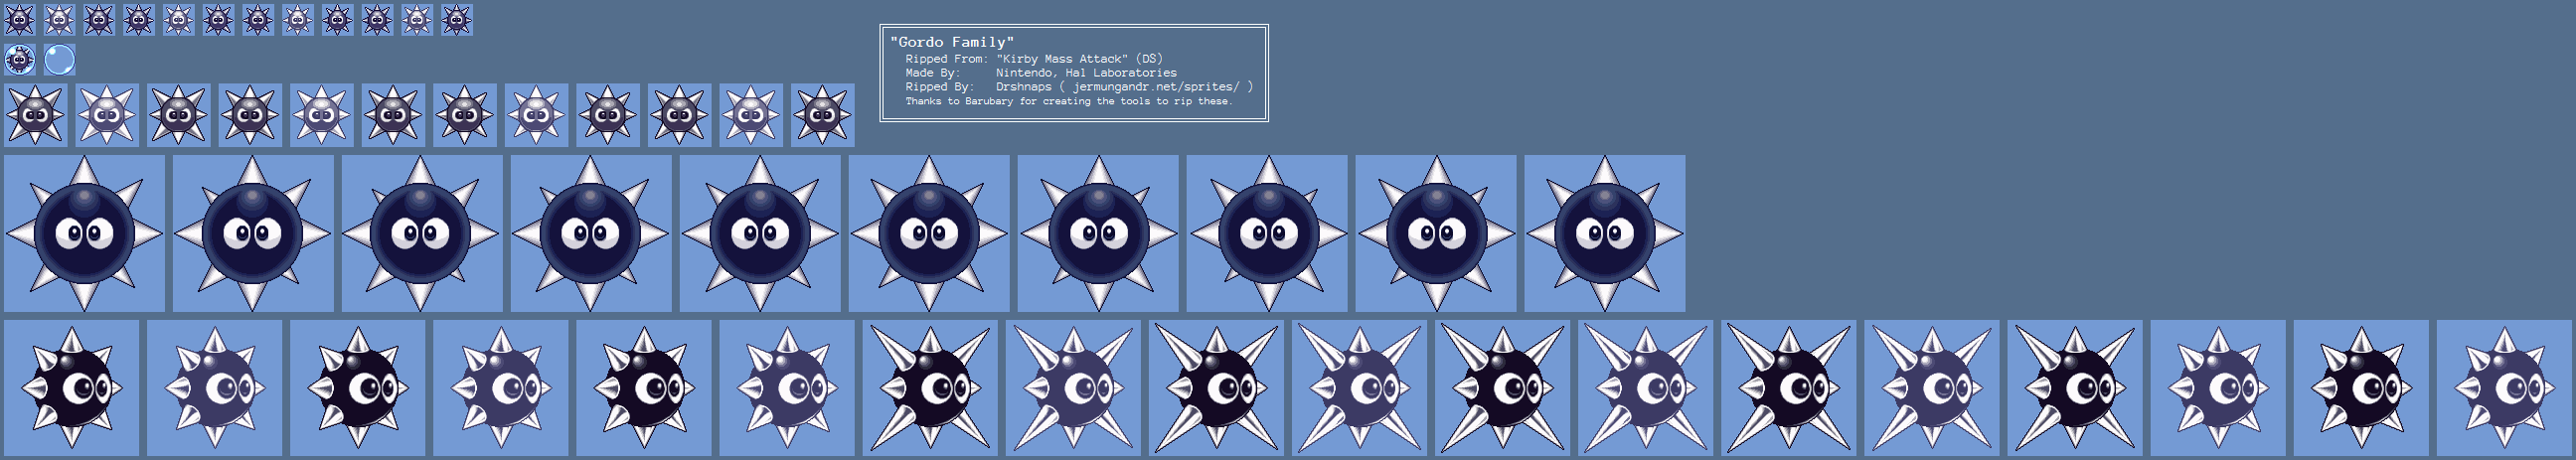 "Gordo Family"
Ripped From: "Kirby Mass Attack" (DS)
Made By: Nintendo, Hal Laboratories
Ripped By: Drshnaps ( jermungandr.net/sprites/ )
Thanks to Barubary for creating the tools to rip these.